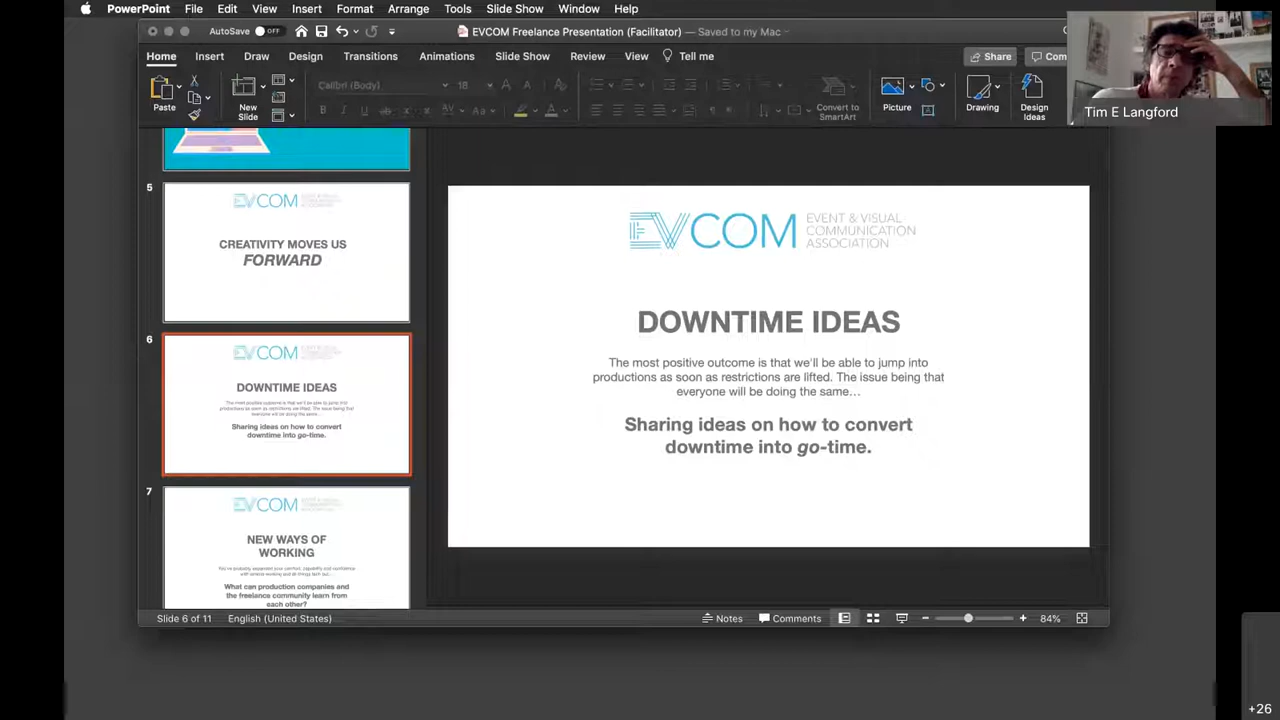 PowerPoint File Edit View Insert Format Arrange Tools Slide Show Window Help
AutoSave OFF EVCOM Freelance Presentation (Facilitator) — Saved to my Mac
Home Insert Draw Design Transitions Animations Slide Show Review View Tell me Share Com
Paste New Slide Calibri (Body) 18 Convert to SmartArt Picture Drawing Design Ideas
Tim E Langford
5
EVCOM
CREATIVITY MOVES US
FORWARD
6
EVCOM
DOWNTIME IDEAS
The most positive outcome is that we'll be able to jump into
productions as soon as restrictions are lifted. The issue being that
everyone will be doing the same…
Sharing ideas on how to convert
downtime into go-time.
7
EVCOM
NEW WAYS OF
WORKING
What can production companies and
the freelance community learn from
each other?
EVCOM EVENT & VISUAL
COMMUNICATION
ASSOCIATION
DOWNTIME IDEAS
The most positive outcome is that we'll be able to jump into
productions as soon as restrictions are lifted. The issue being that
everyone will be doing the same…
Sharing ideas on how to convert
downtime into go-time.
Slide 6 of 11 English (United States) Notes Comments 84%
+26